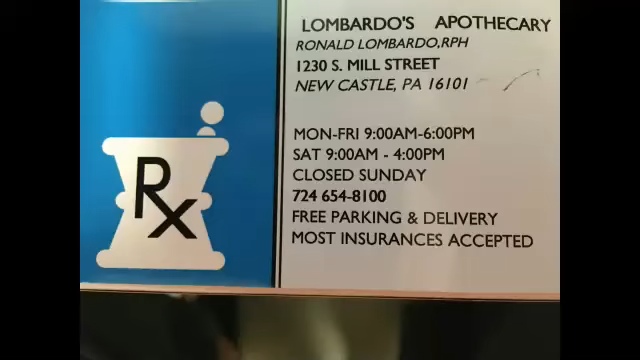 LOMBARDO'S APOTHECARY
RONALD LOMBARDO,RPH
1230 S. MILL STREET
NEW CASTLE, PA 16101
MON-FRI 9:00AM-6:00PM
SAT 9:00AM - 4:00PM
CLOSED SUNDAY
724 654-8100
FREE PARKING & DELIVERY
MOST INSURANCES ACCEPTED
Rx